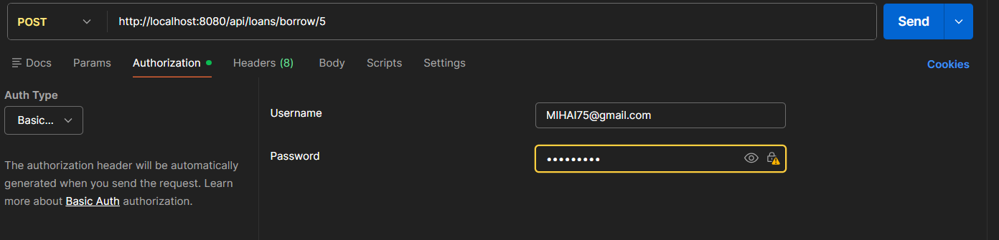 POST http://localhost:8080/api/loans/borrow/5 Send
Docs Params Authorization Headers (8) Body Scripts Settings Cookies
Auth Type
Basic...
The authorization header will be automatically
generated when you send the request. Learn
more about Basic Auth authorization.
Username MIHAI75@gmail.com
Password •••••••••